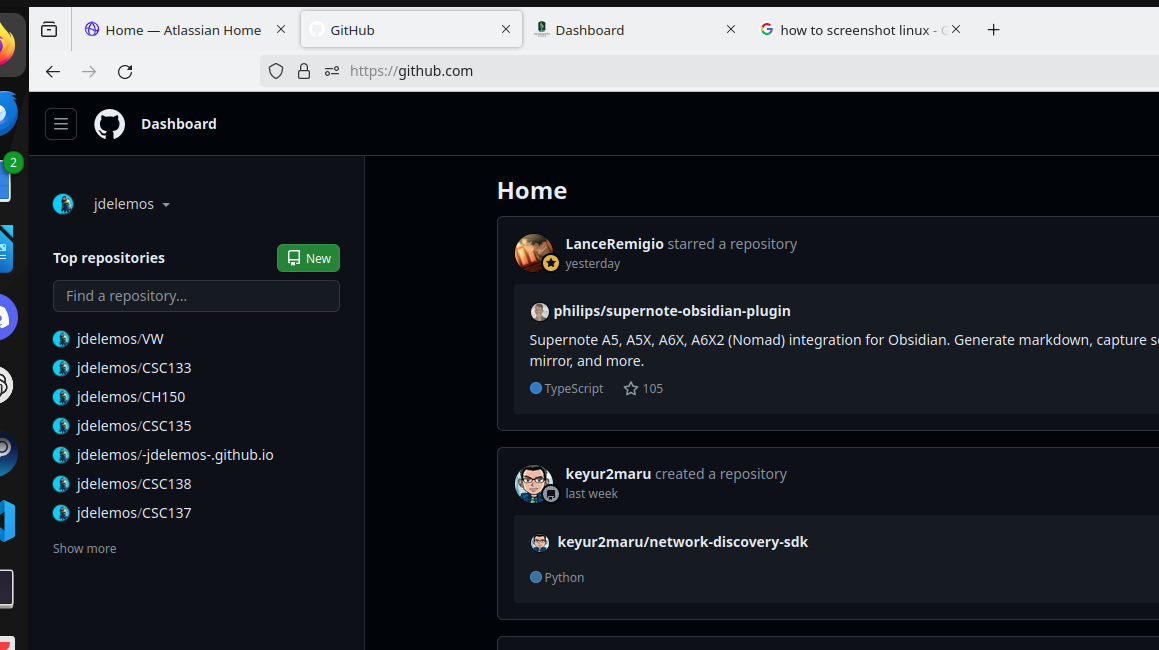 Home — Atlassian Home
GitHub
Dashboard
how to screenshot linux -
https://github.com
Dashboard
2
jdelemos
Top repositories
New
Find a repository...
jdelemos/VW
jdelemos/CSC133
jdelemos/CH150
jdelemos/CSC135
jdelemos/-jdelemos-.github.io
jdelemos/CSC138
jdelemos/CSC137
Show more
Home
LanceRemigio starred a repository
yesterday
philips/supernote-obsidian-plugin
Supernote A5, A5X, A6X, A6X2 (Nomad) integration for Obsidian. Generate markdown, capture
mirror, and more.
TypeScript 105
keyur2maru created a repository
last week
keyur2maru/network-discovery-sdk
Python